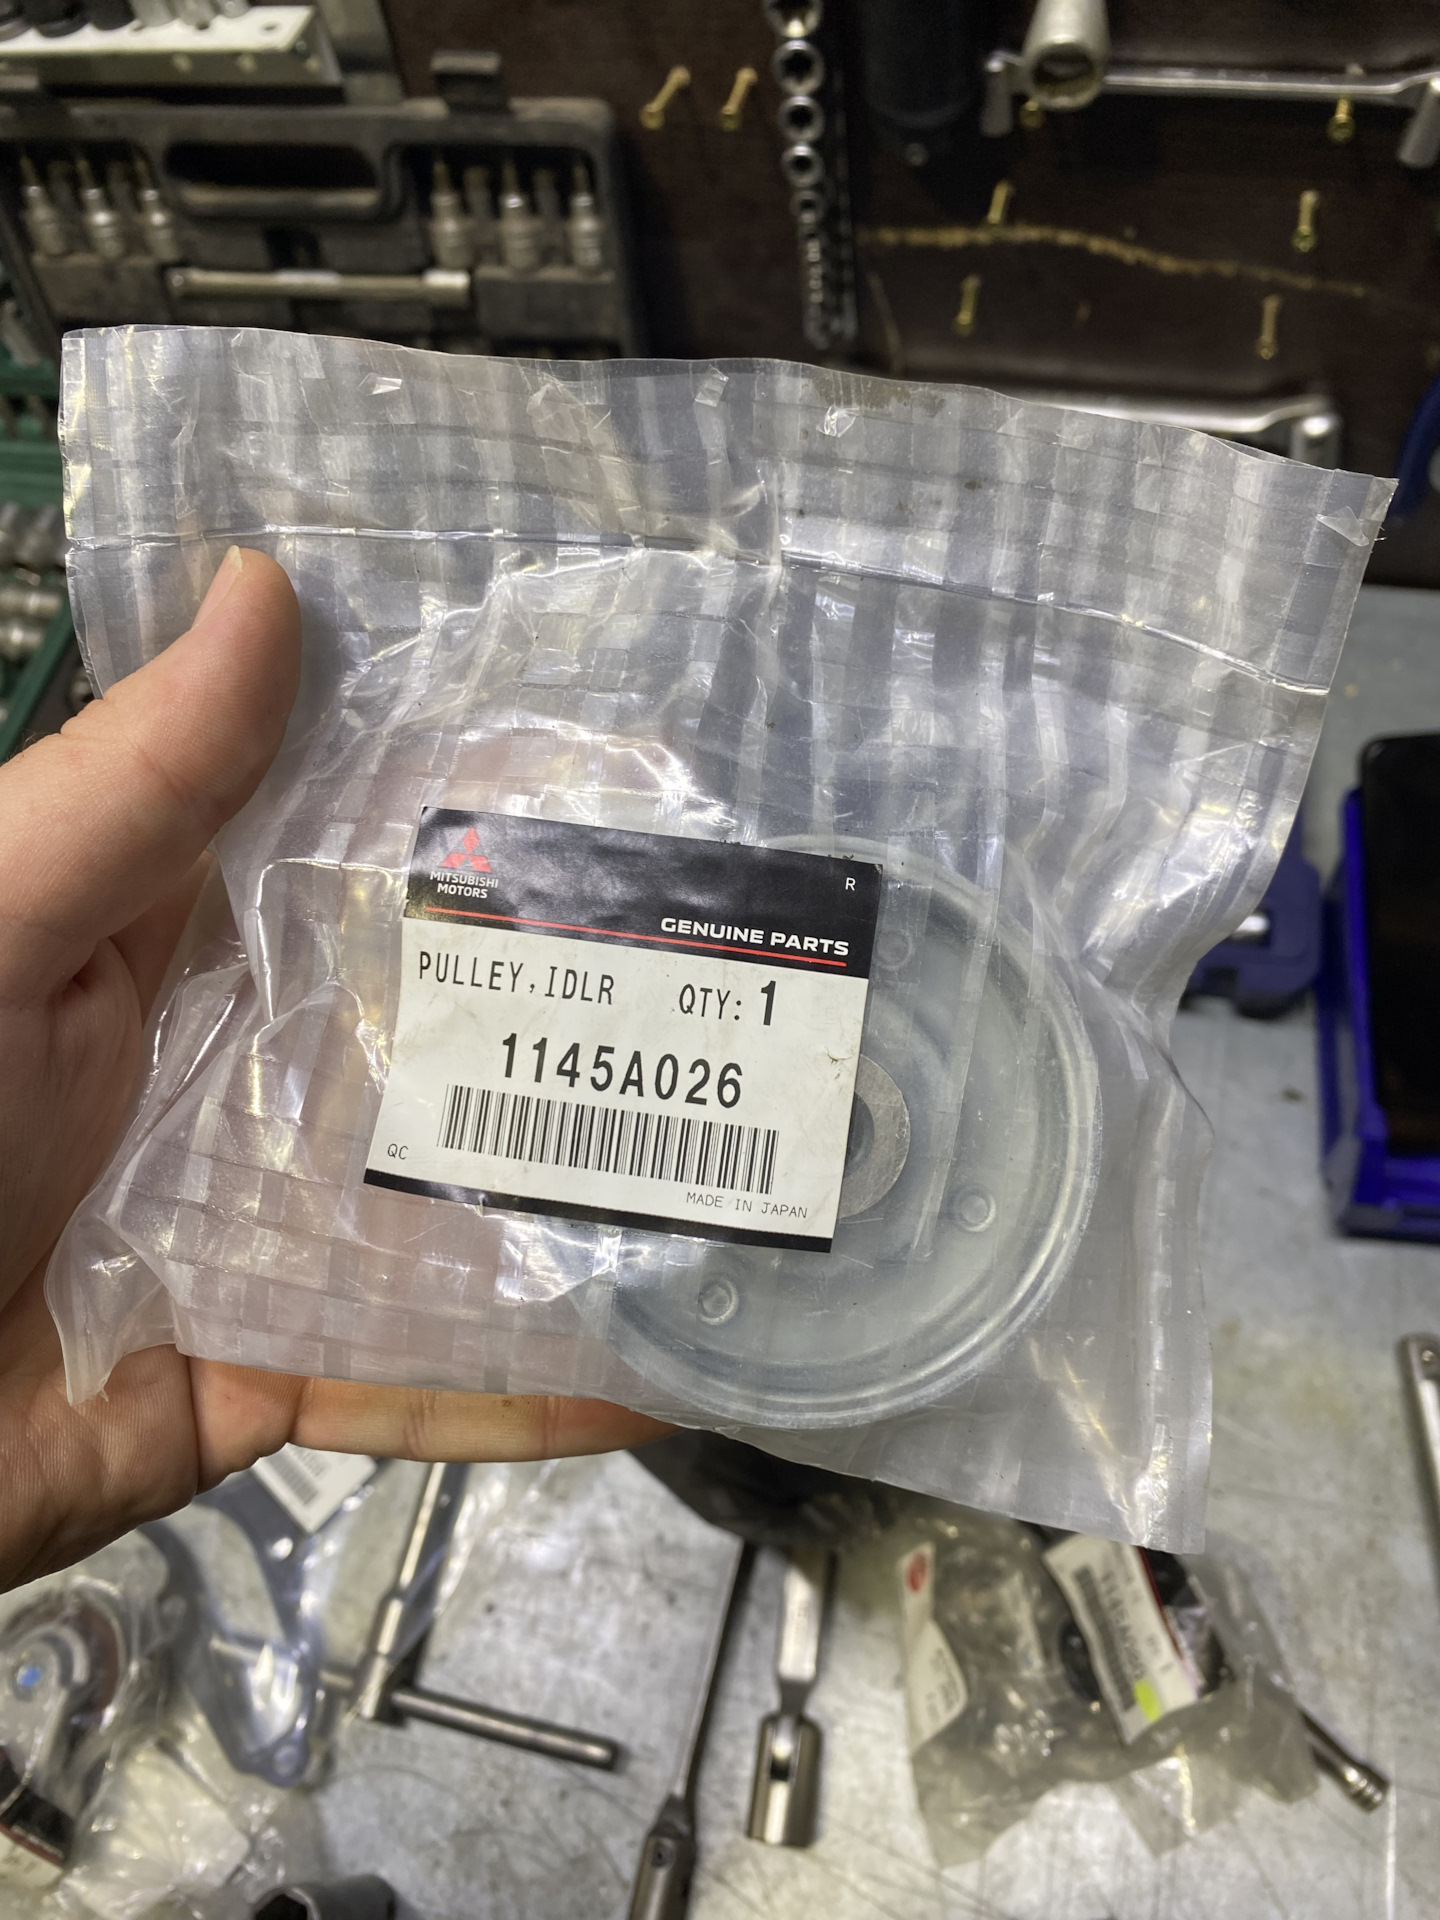 MITSUBISHI
MOTORS
R
GENUINE PARTS
PULLEY,IDLR QTY: 1
1145A026
QC
MADE IN JAPAN